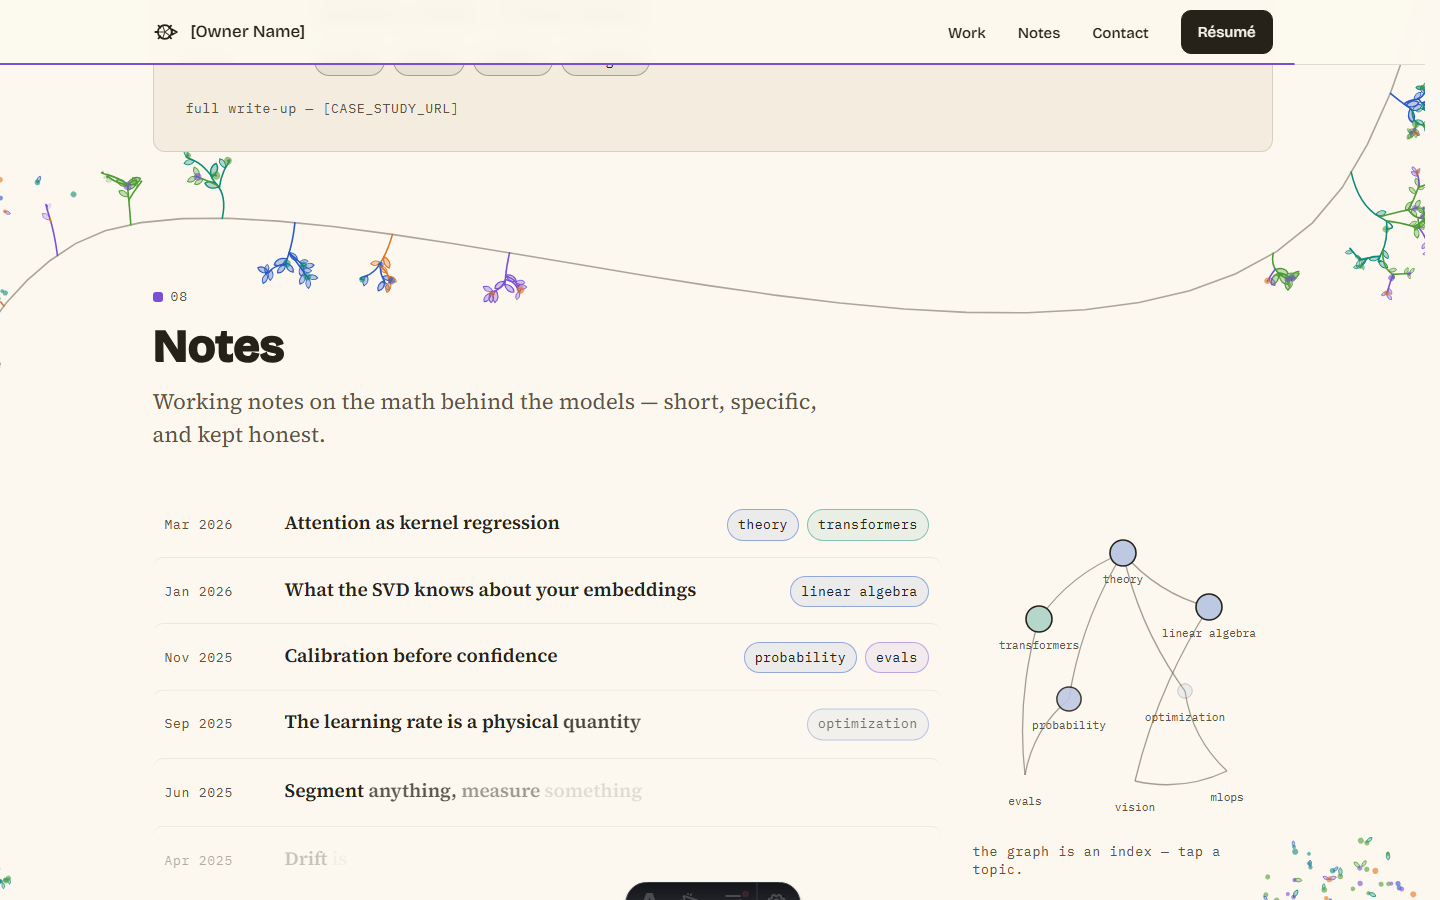 [Owner Name]
Work
Notes
Contact
Résumé
full write-up — [CASE_STUDY_URL]
08
Notes
Working notes on the math behind the models — short, specific,
and kept honest.
Mar 2026 Attention as kernel regression theory transformers
Jan 2026 What the SVD knows about your embeddings linear algebra
Nov 2025 Calibration before confidence probability evals
Sep 2025 The learning rate is a physical quantity optimization
Jun 2025 Segment anything, measure something
Apr 2025 Drift is
theory
transformers
linear algebra
probability
optimization
evals
vision
mlops
the graph is an index — tap a
topic.